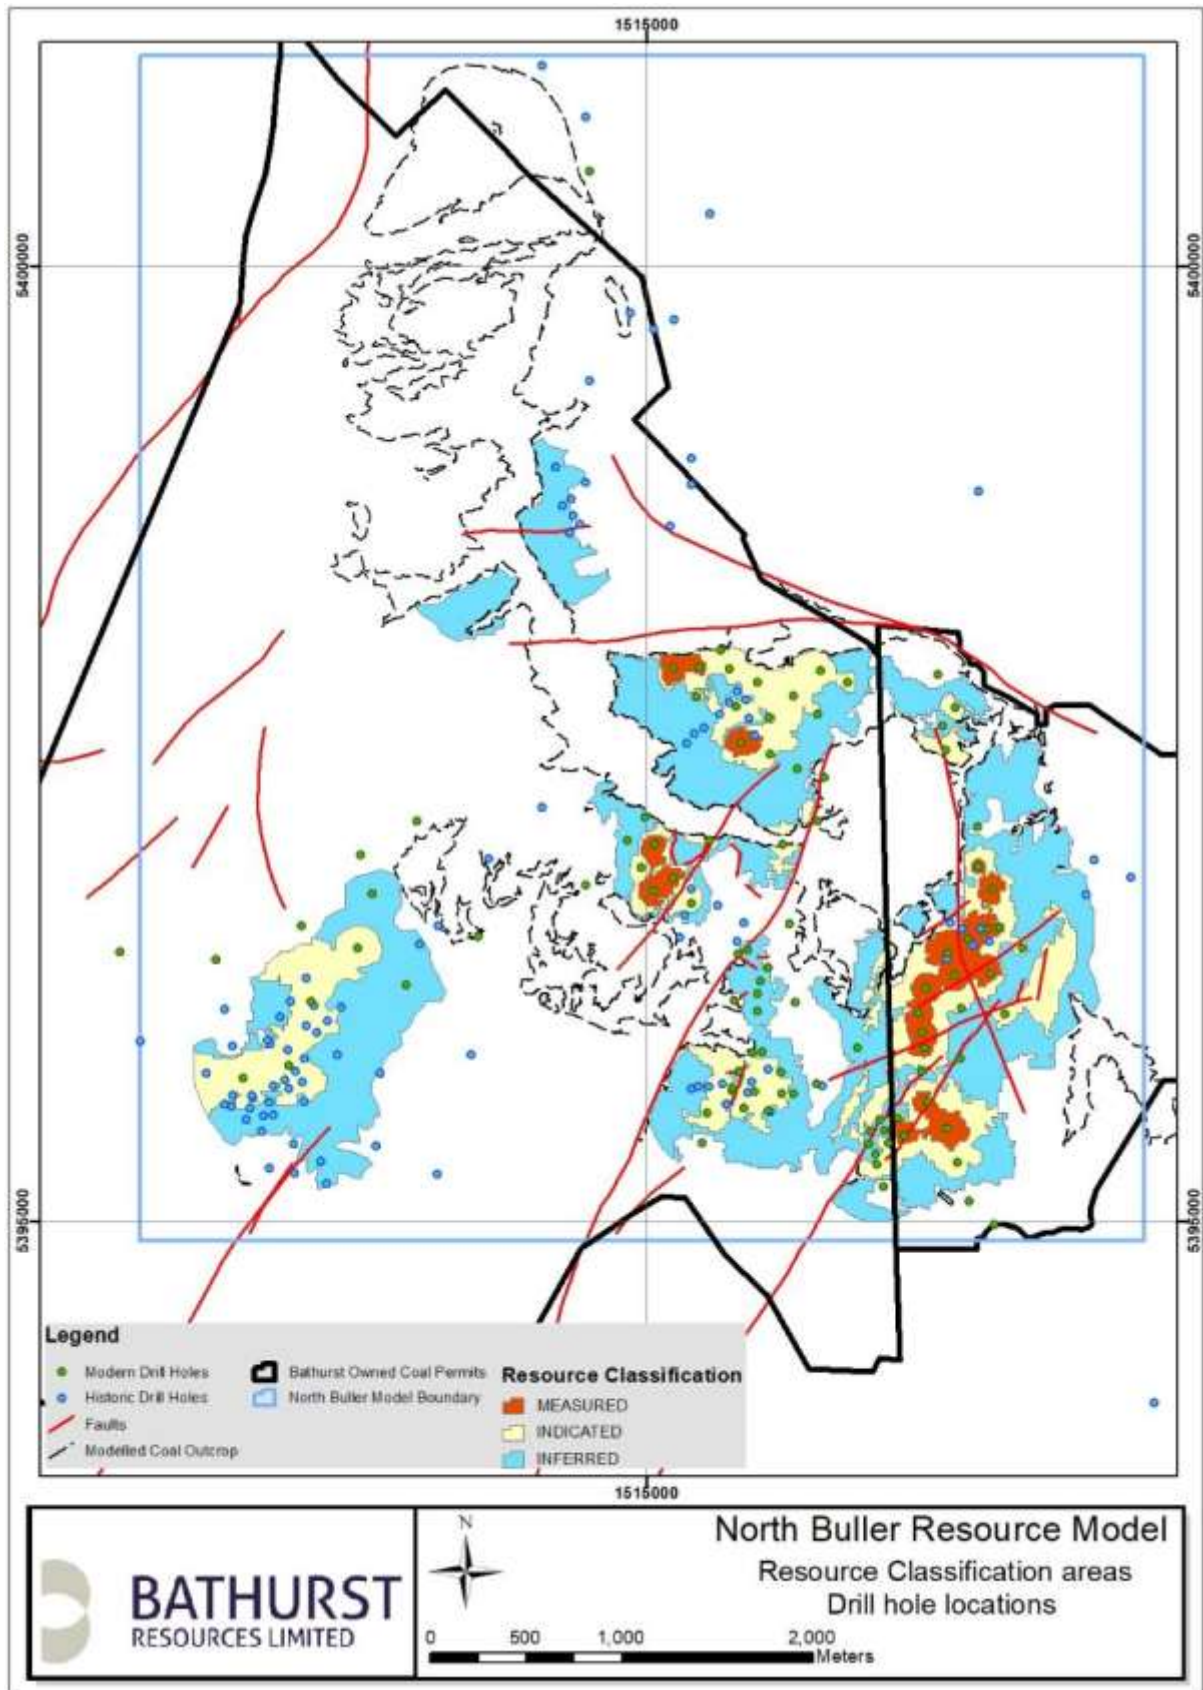 1515000
5400000
5400000
5395000
5395000
Legend
Modern Drill Holes
Historic Drill Holes
Faults
Modelled Coal Outcrop
Bathurst Owned Coal Permits
North Buller Model Boundary
Resource Classification
MEASURED
INDICATED
INFERRED
1515000
BATHURST
RESOURCES LIMITED
N
North Buller Resource Model
Resource Classification areas
Drill hole locations
0 500 1,000 2,000
Meters